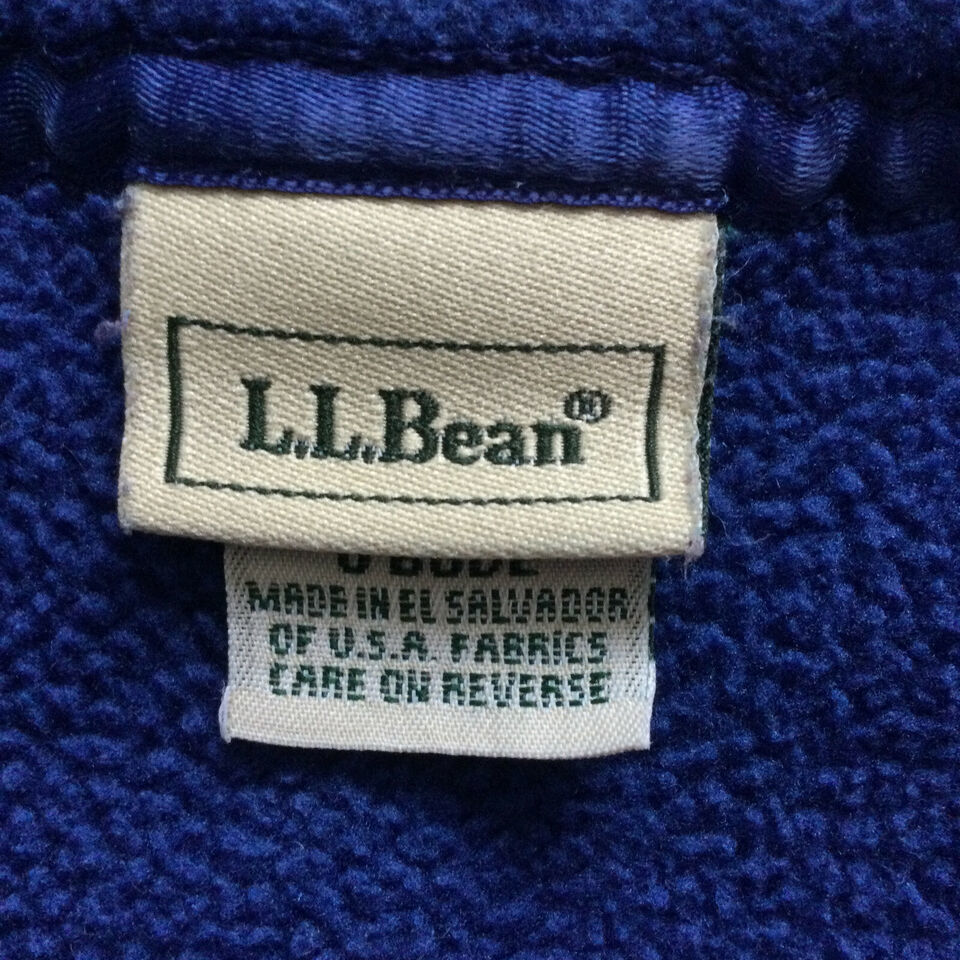 L.L.Bean®
MADE IN EL SALVADOR
OF U.S.A. FABRICS
CARE ON REVERSE